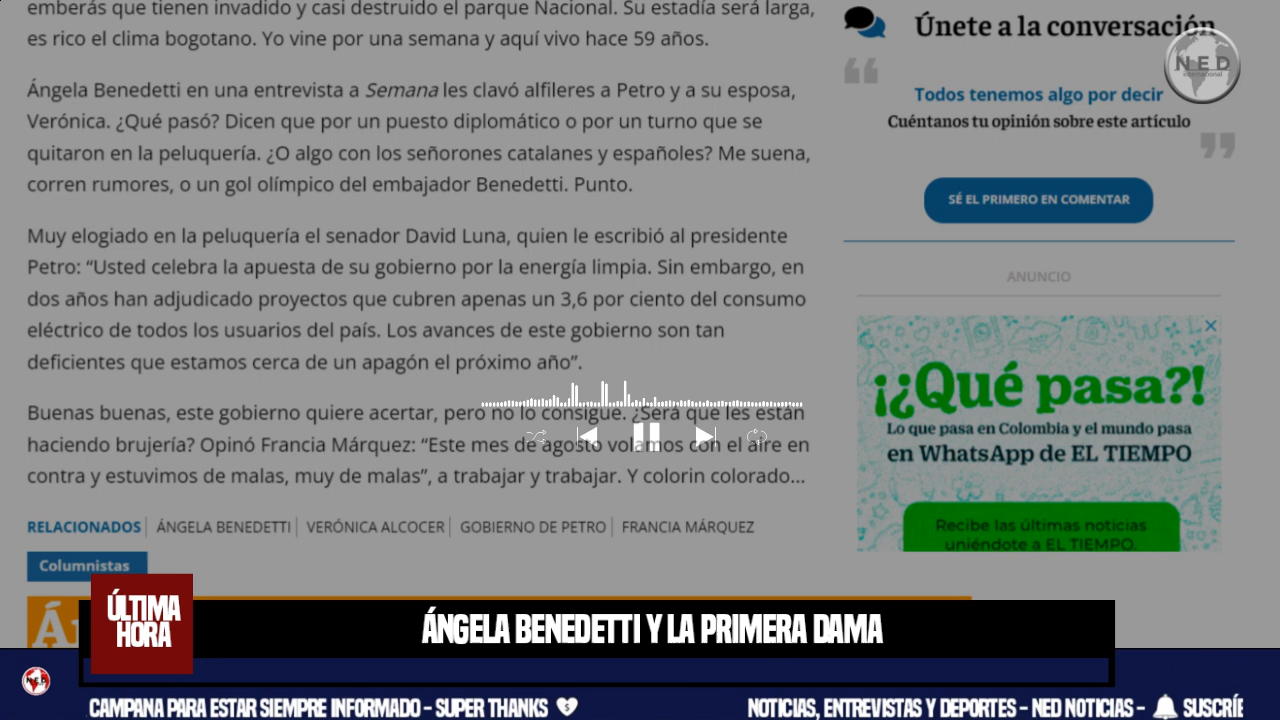 emberás que tienen invadido y casi destruido el parque Nacional. Su estadía será larga,
es rico el clima bogotano. Yo vine por una semana y aquí vivo hace 59 años.
Ángela Benedetti en una entrevista a Semana les clavó alfileres a Petro y a su esposa,
Verónica. ¿Qué pasó? Dicen que por un puesto diplomático o por un turno que se
quitaron en la peluquería. ¿O algo con los señorones catalanes y españoles? Me suena,
corren rumores, o un gol olímpico del embajador Benedetti. Punto.
Muy elogiado en la peluquería el senador David Luna, quien le escribió al presidente
Petro: “Usted celebra la apuesta de su gobierno por la energía limpia. Sin embargo, en
dos años han adjudicado proyectos que cubren apenas un 3,6 por ciento del consumo
eléctrico de todos los usuarios del país. Los avances de este gobierno son tan
deficientes que estamos cerca de un apagón el próximo año”.
Buenas buenas, este gobierno quiere acertar, pero no lo consigue. ¿Será que les están
haciendo brujería? Opinó Francia Márquez: “Este mes de agosto volamos con el aire en
contra y estuvimos de malas, muy de malas”, a trabajar y trabajar. Y colorin colorado...
RELACIONADOS ÁNGELA BENEDETTI VERÓNICA ALCOCER GOBIERNO DE PETRO FRANCIA MÁRQUEZ
Columnistas
Únete a la conversación
NED
internacional
Todos tenemos algo por decir
Cuéntanos tu opinión sobre este artículo
SÉ EL PRIMERO EN COMENTAR
ANUNCIO
¡¿Qué pasa?!
Lo que pasa en Colombia y el mundo pasa
en WhatsApp de EL TIEMPO
Recibe las últimas noticias
uniéndote a EL TIEMPO.
ÚLTIMA
HORA
ÁNGELA BENEDETTI Y LA PRIMERA DAMA
NED
CAMPANA PARA ESTAR SIEMPRE INFORMADO - SUPER THANKS
NOTICIAS, ENTREVISTAS Y DEPORTES - NED NOTICIAS - SUSCRÍE